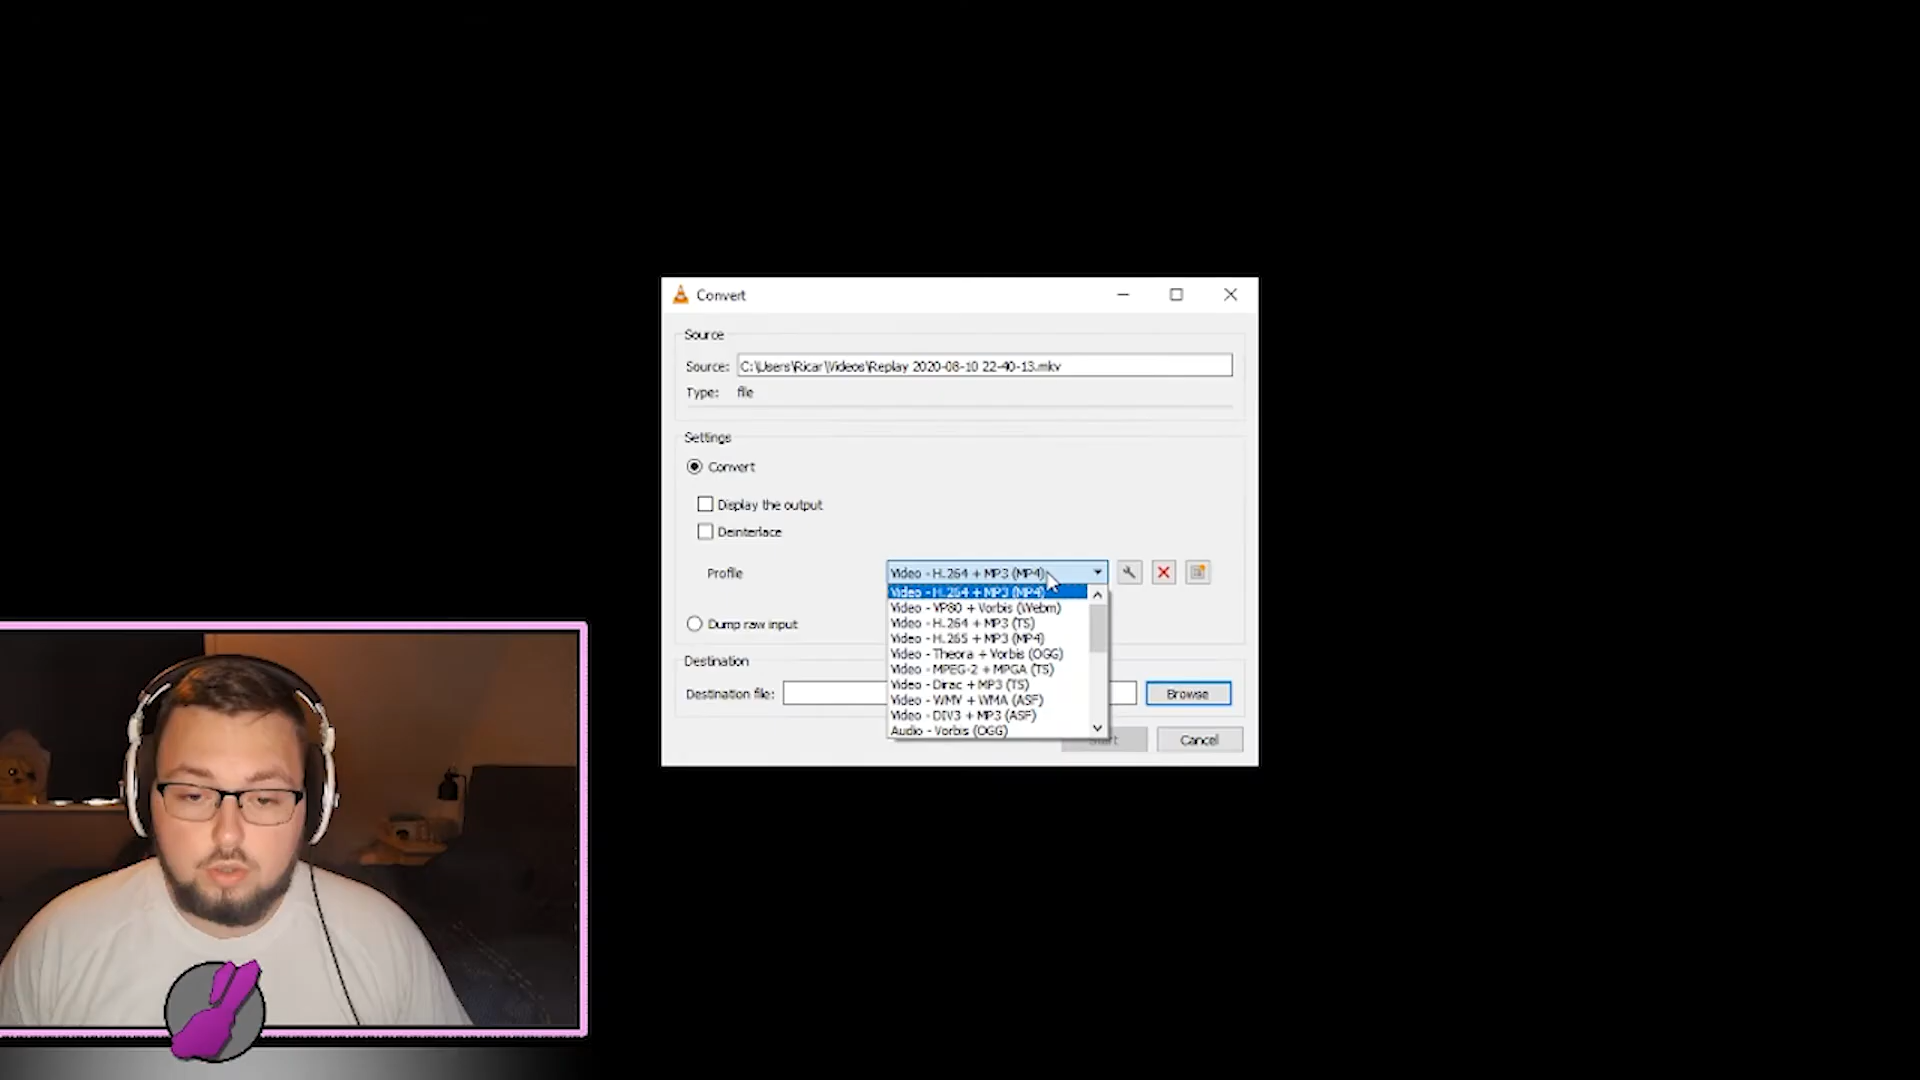 Convert
Source
Source: C:\Users\Ricar\Videos\Replay 2020-08-10 22-40-13.mkv
Type: file
Settings
Convert
Display the output
Deinterlace
Profile
Video - H.264 + MP3 (MP4)
Video - H.264 + MP3 (MP4)
Video - VP80 + Vorbis (Webm)
Video - H.264 + MP3 (TS)
Video - H.265 + MP3 (MP4)
Video - Theora + Vorbis (OGG)
Video - MPEG-2 + MPGA (TS)
Video - Dirac + MP3 (TS)
Video - WMV + WMA (ASF)
Video - DIV3 + MP3 (ASF)
Audio - Vorbis (OGG)
Dump raw input
Destination
Destination file:
Browse
Cancel